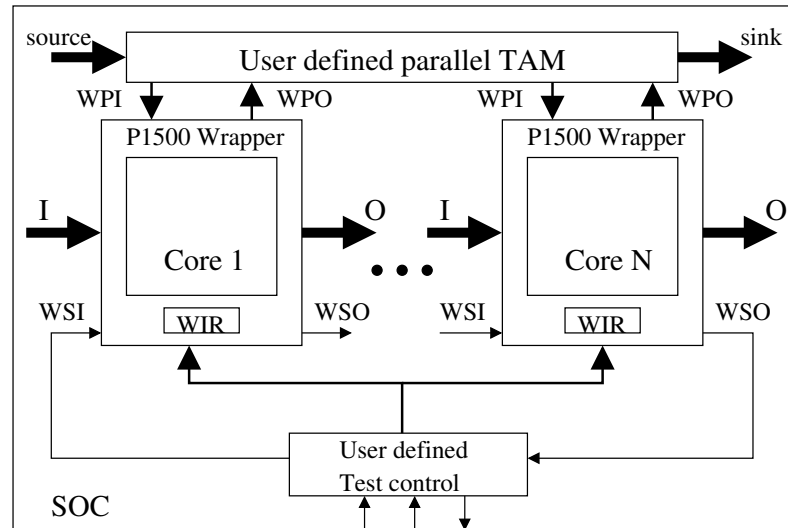 source
sink
User defined parallel TAM
WPI
WPO
WPI
WPO
P1500 Wrapper
P1500 Wrapper
I
O
I
O
Core 1
• • •
Core N
WSI
WIR
WSO
WSI
WIR
WSO
User defined
Test control
SOC